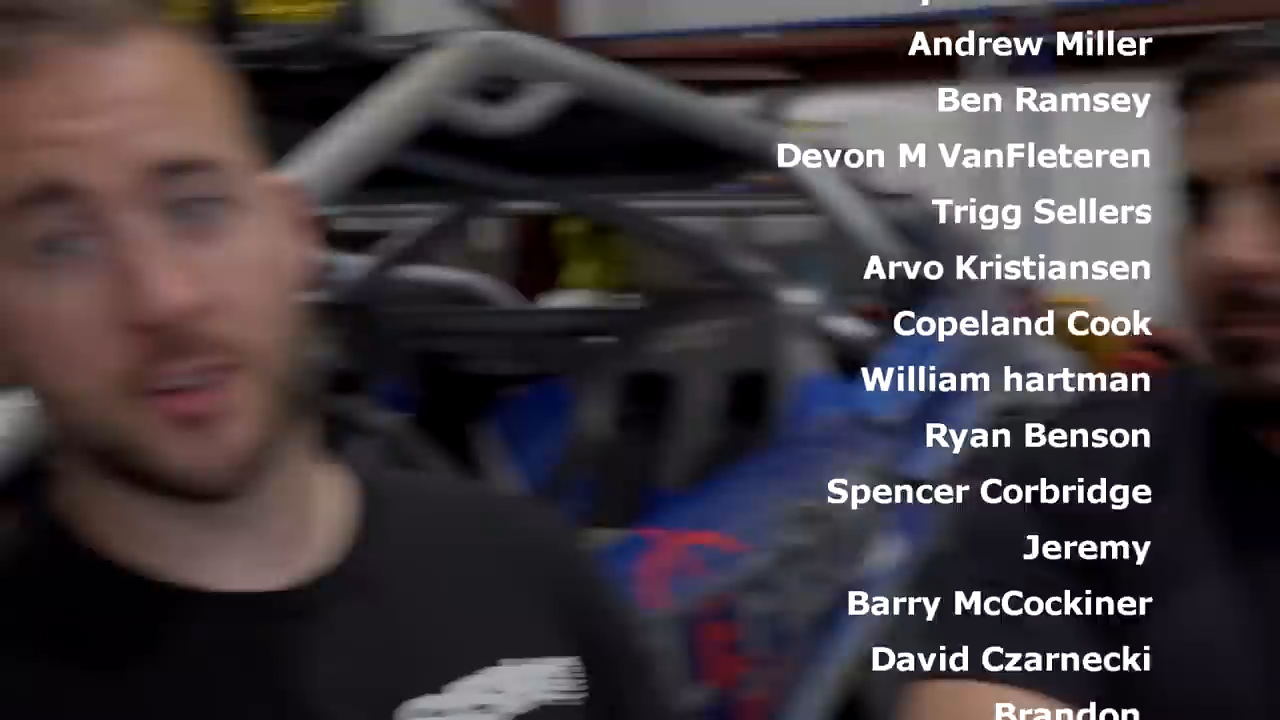 Andrew Miller
Ben Ramsey
Devon M VanFleteren
Trigg Sellers
Arvo Kristiansen
Copeland Cook
William hartman
Ryan Benson
Spencer Corbridge
Jeremy
Barry McCockiner
David Czarnecki
Brandon